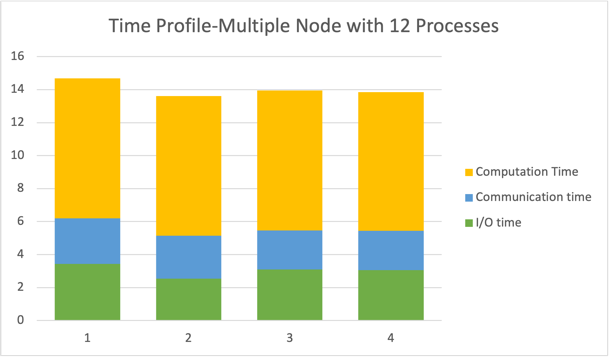 Time Profile-Multiple Node with 12 Processes
16
14
12
10
8
6
4
2
0
1 2 3 4
Computation Time
Communication time
I/O time